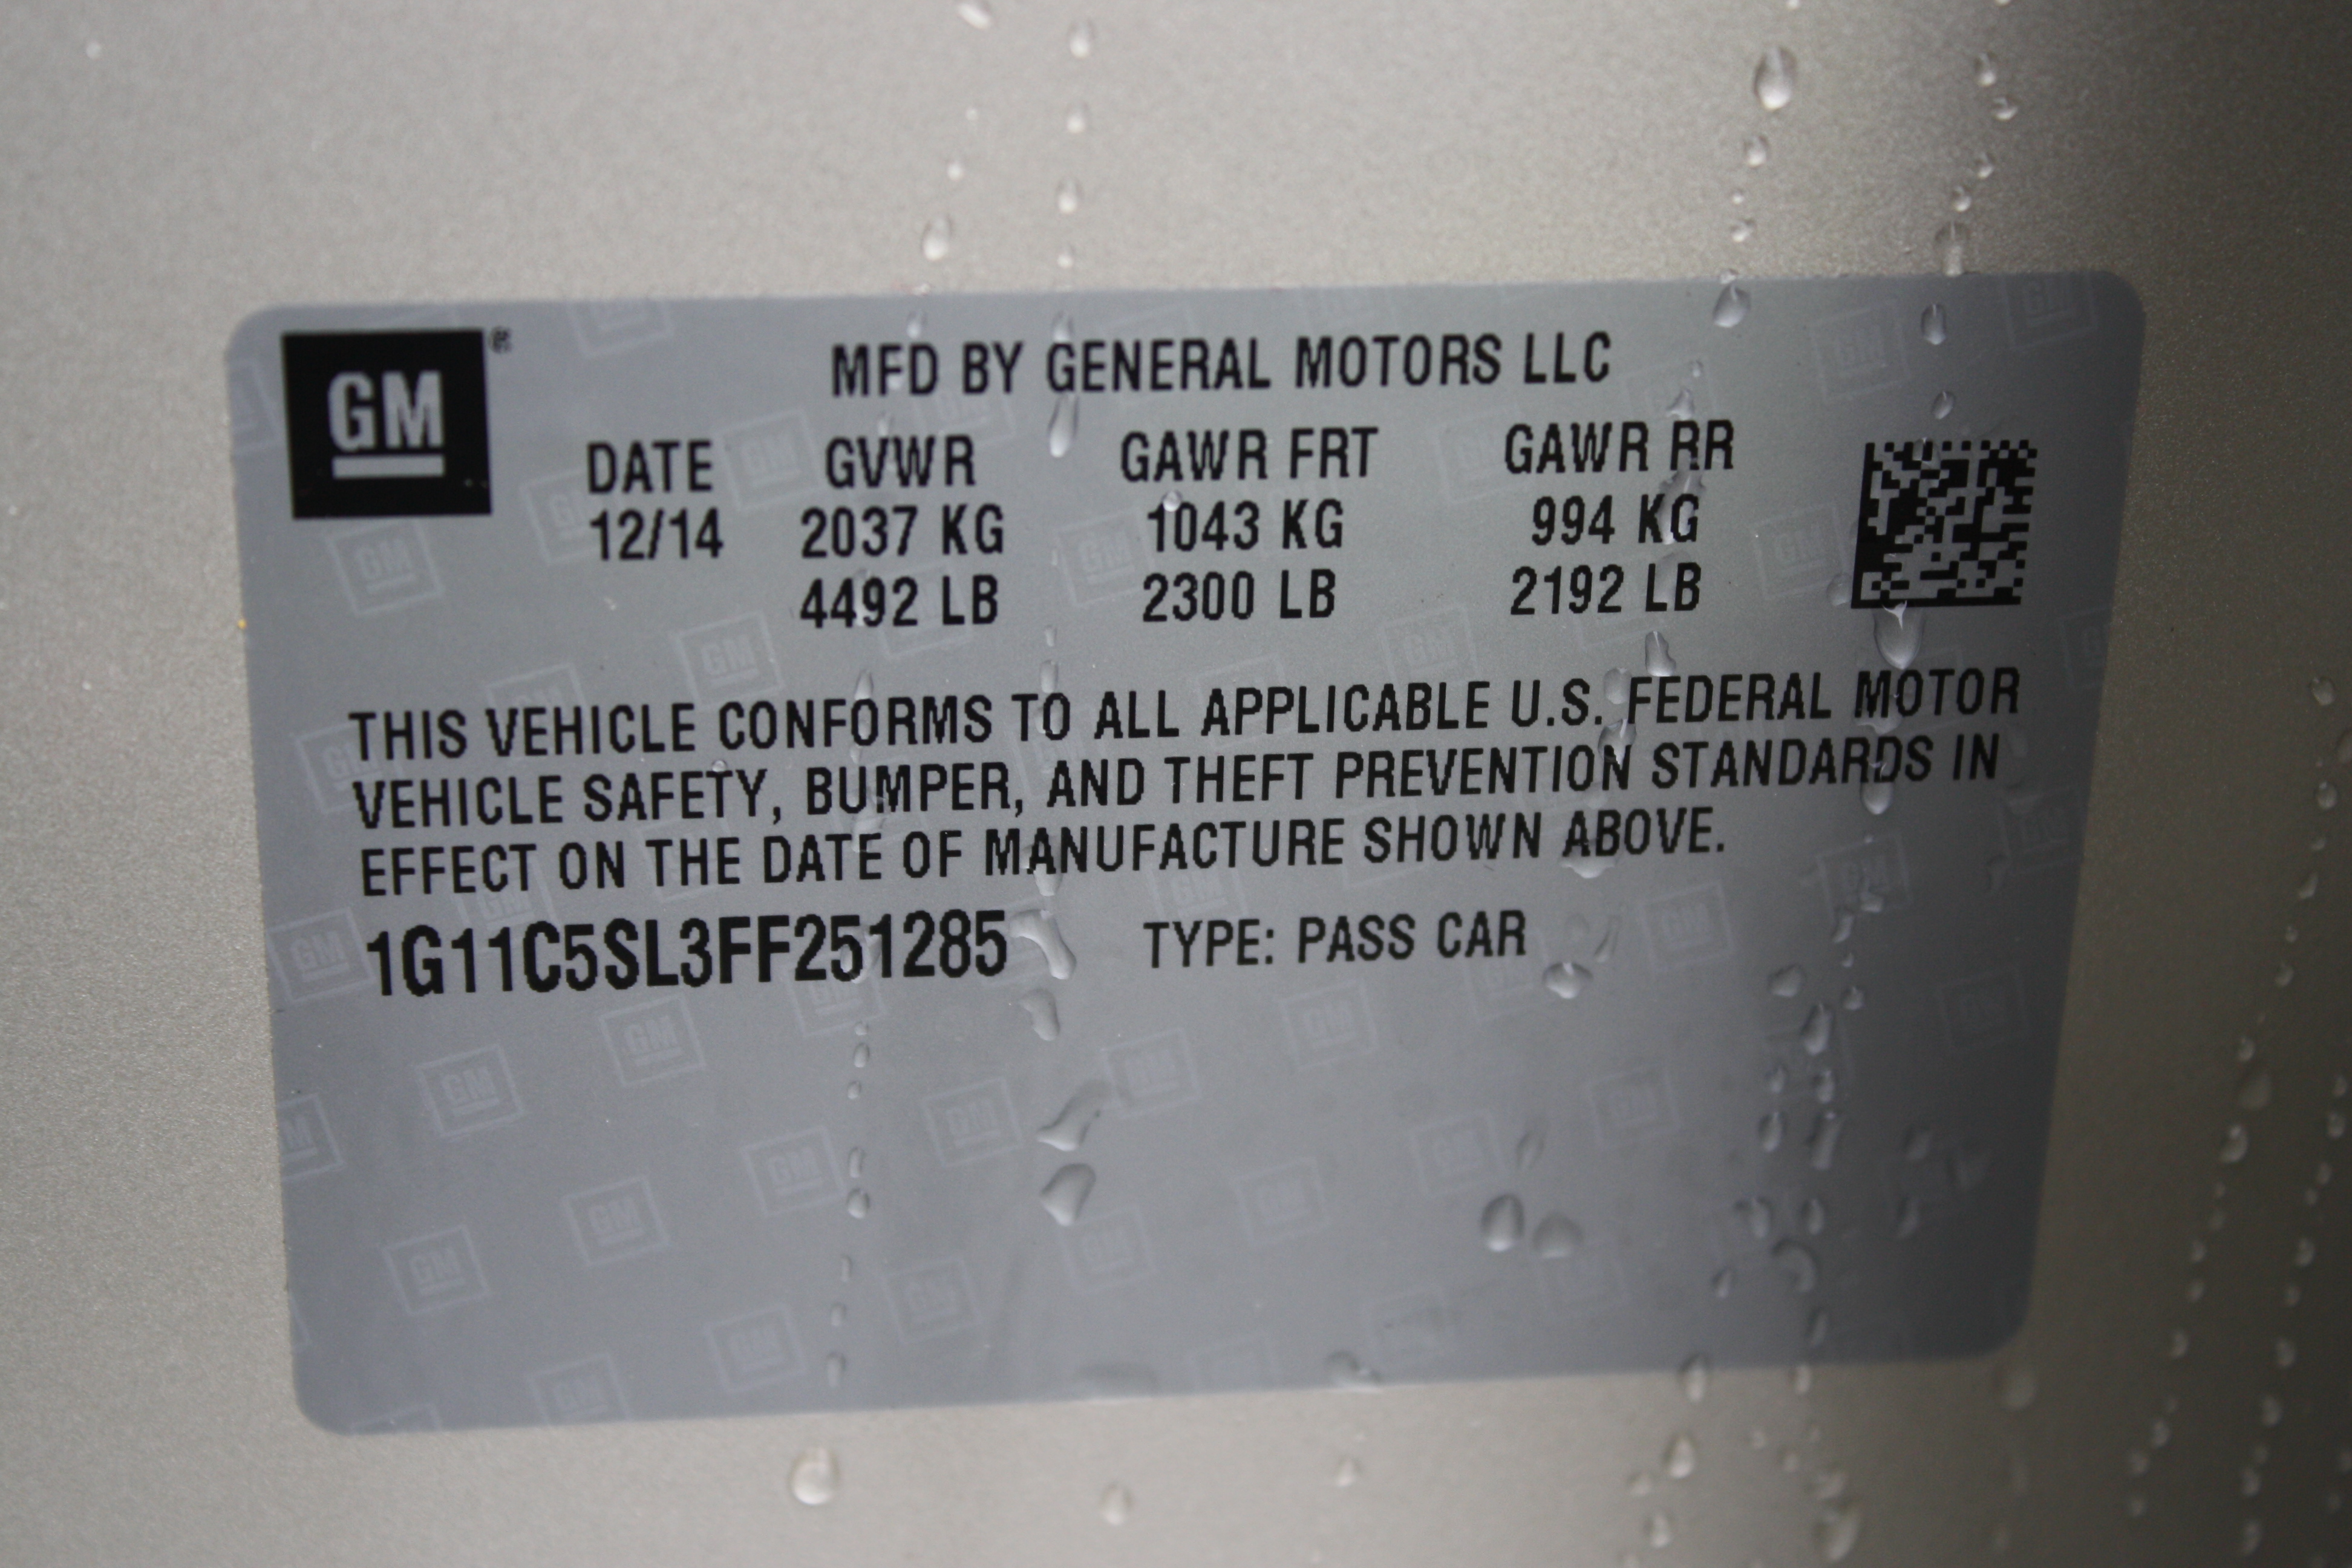 GM
MFD BY GENERAL MOTORS LLC
DATE GVWR GAWR FRT GAWR RR
12/14 2037 KG 1043 KG 994 KG
4492 LB 2300 LB 2192 LB
THIS VEHICLE CONFORMS TO ALL APPLICABLE U.S. FEDERAL MOTOR
VEHICLE SAFETY, BUMPER, AND THEFT PREVENTION STANDARDS IN
EFFECT ON THE DATE OF MANUFACTURE SHOWN ABOVE.
1G11C5SL3FF251285 TYPE: PASS CAR